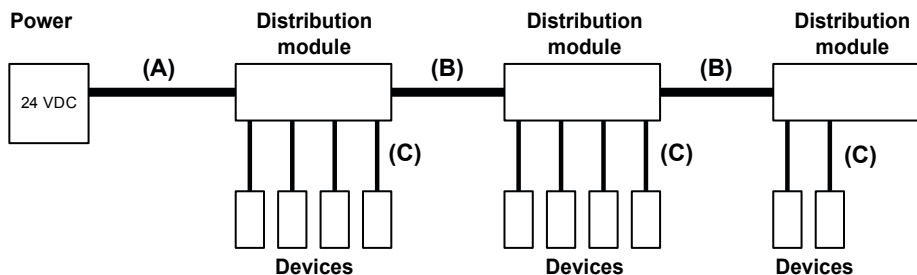 Power
Distribution
module
Distribution
module
Distribution
module
(A)
(B)
(B)
24 VDC
(C)
(C)
(C)
Devices
Devices
Devices